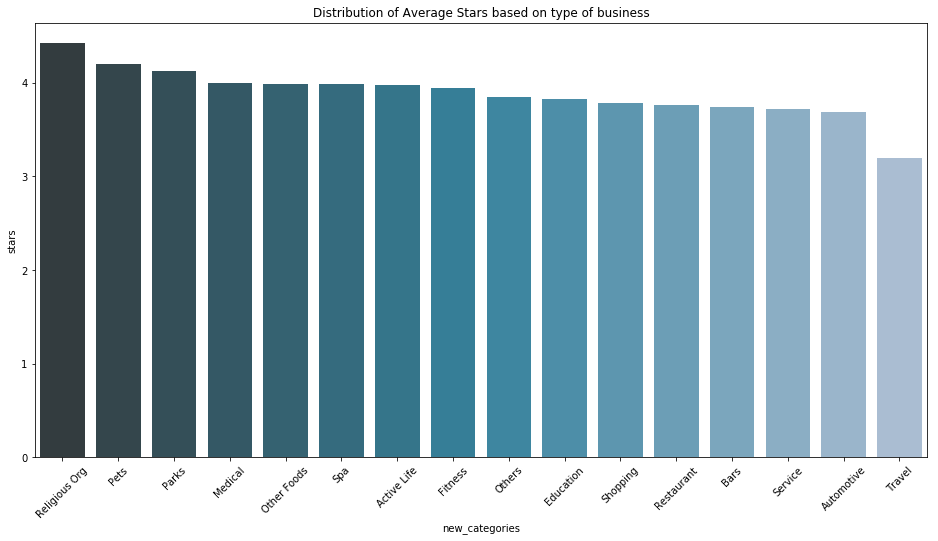 Distribution of Average Stars based on type of business
stars
4
3
2
1
0
Religious Org
Pets
Parks
Medical
Other Foods
Spa
Active Life
Fitness
Others
Education
Shopping
Restaurant
Bars
Service
Automotive
Travel
new_categories